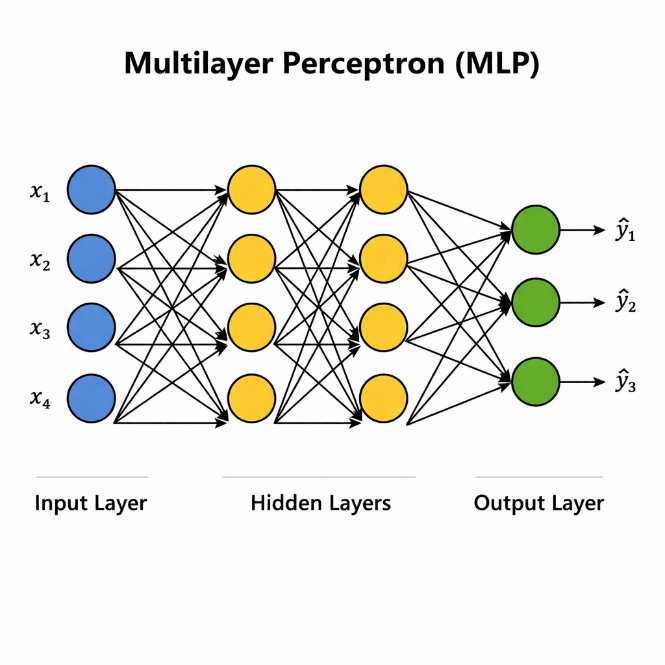 Multilayer Perceptron (MLP)
x₁
x₂
x₃
x₄
ŷ₁
ŷ₂
ŷ₃
Input Layer
Hidden Layers
Output Layer